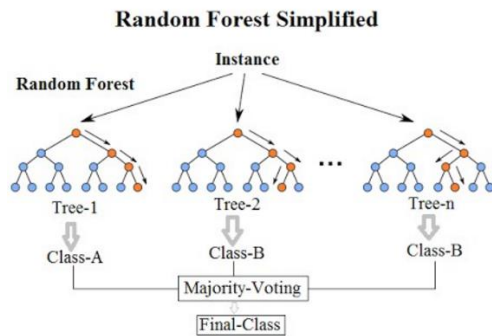 Random Forest Simplified
Instance
Random Forest
...
Tree-1 Tree-2 Tree-n
Class-A Class-B Class-B
Majority-Voting
Final-Class